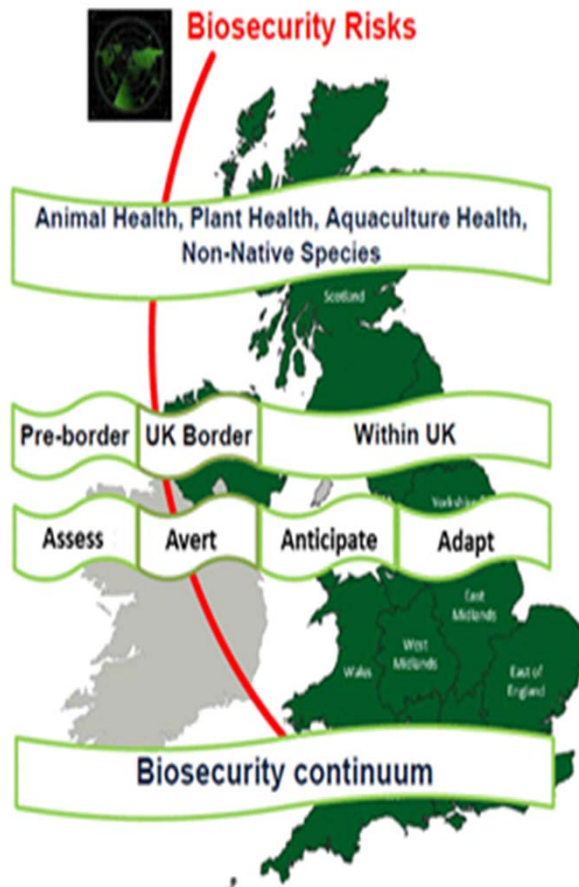 Biosecurity Risks
Animal Health, Plant Health, Aquaculture Health,
Non-Native Species
Scotland
Pre-border
UK Border
Within UK
Yorkshire
Assess
Avert
Anticipate
Adapt
East
Midlands
West
Midlands
Wales
East of
England
Biosecurity continuum